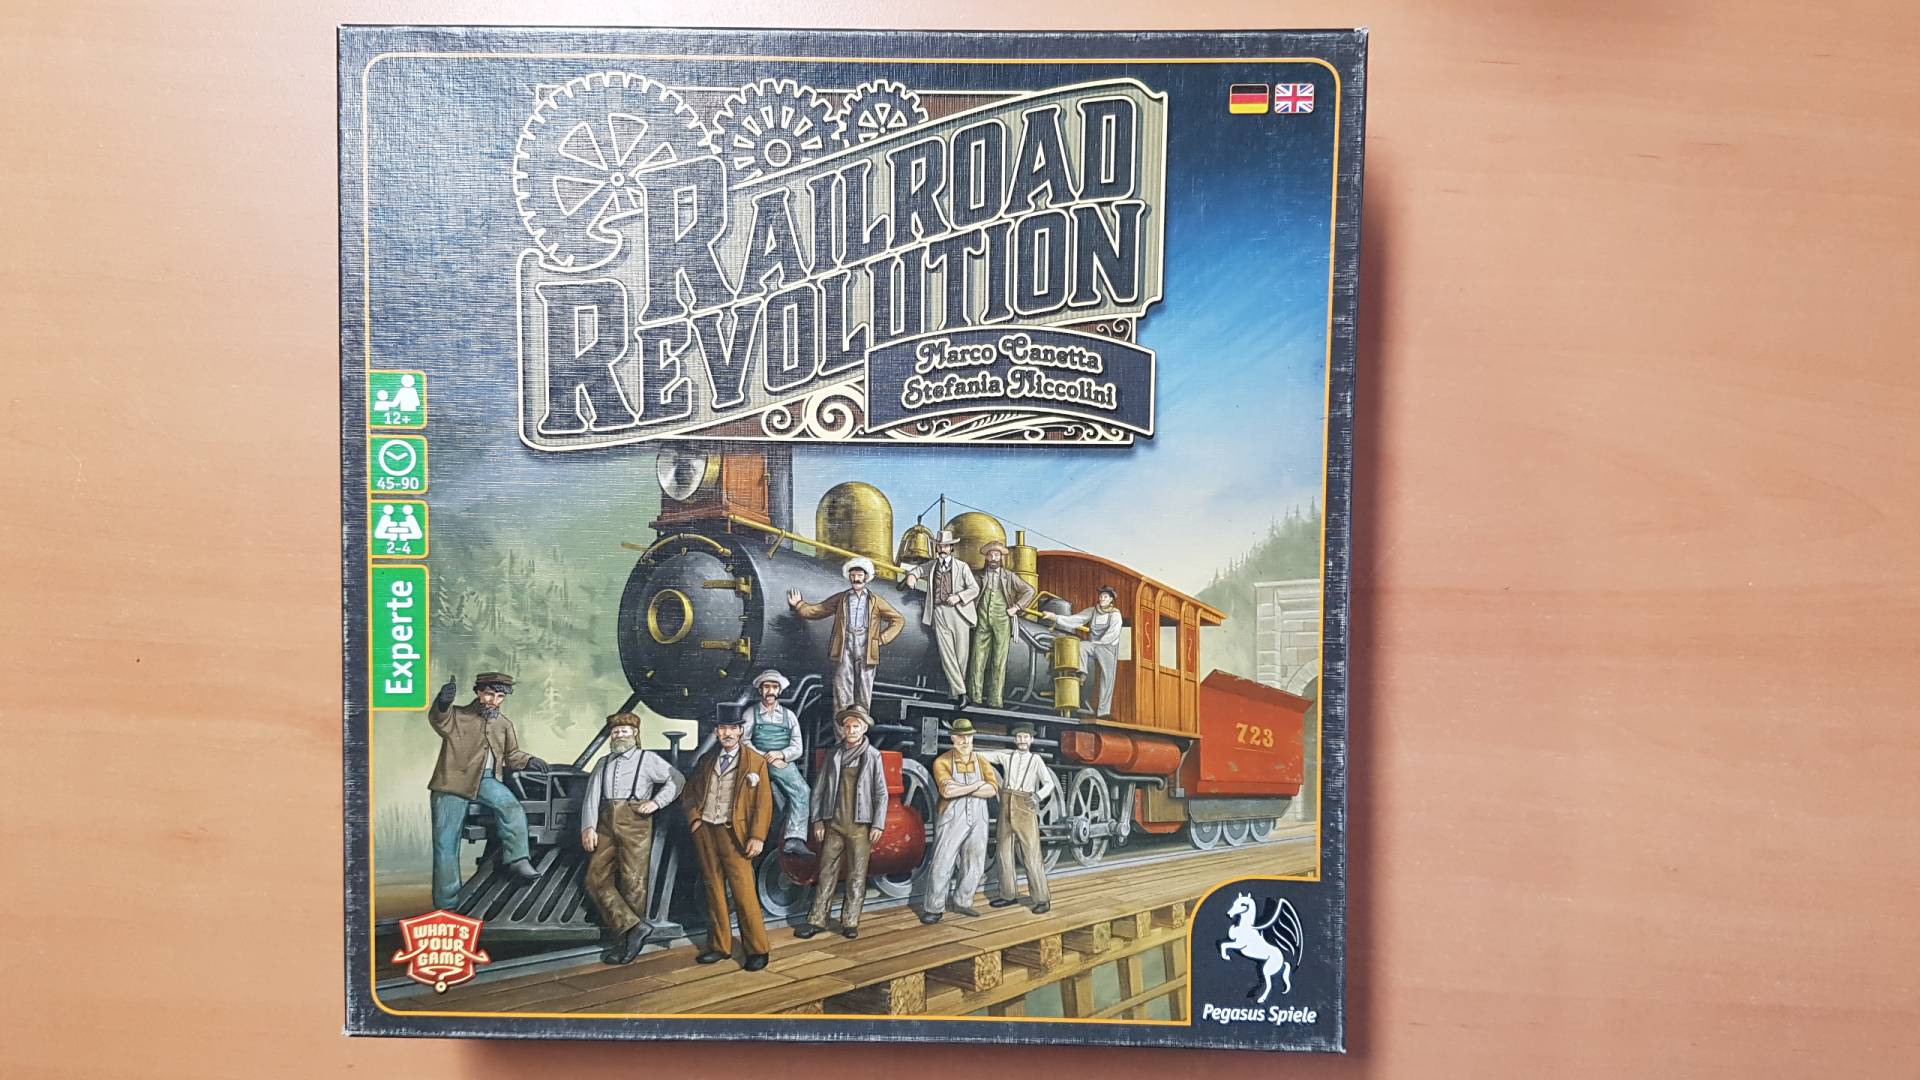 RAILROAD
REVOLUTION
Marco Canetta
Stefania Niccolini
12+
45-90
2-4
Experte
723
WHAT'S
YOUR
GAME
?
Pegasus Spiele